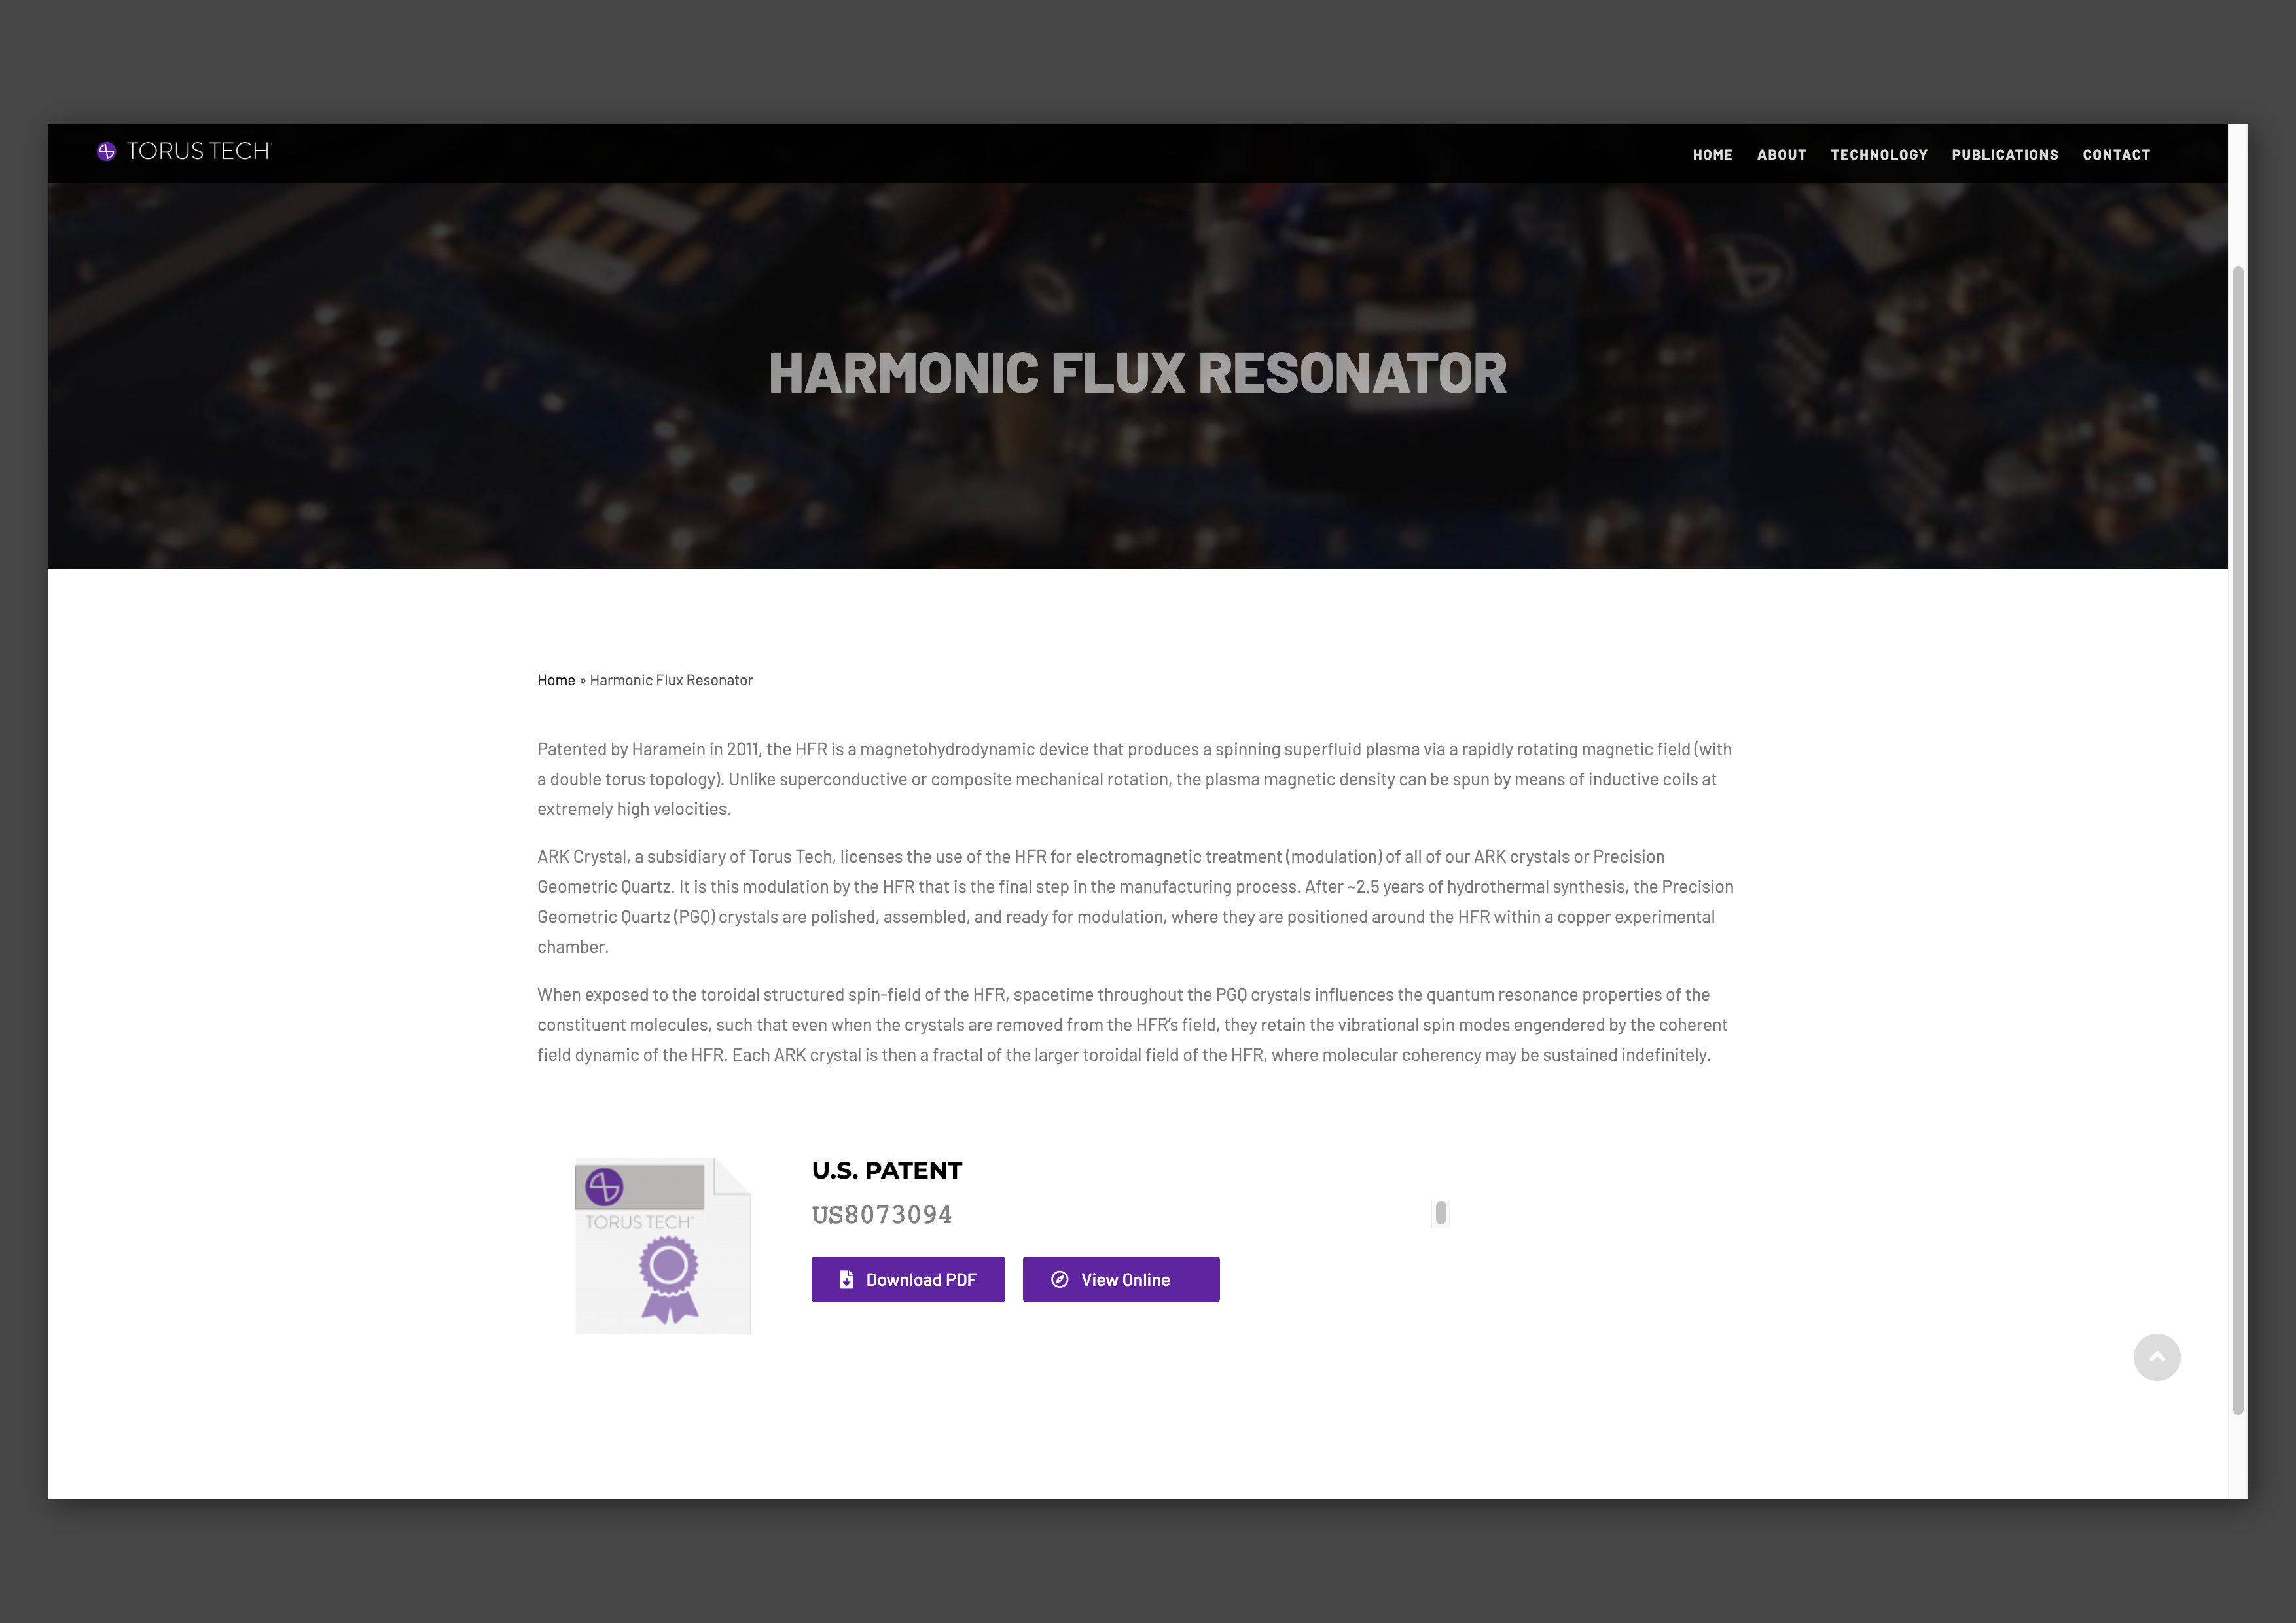 TORUS TECH
HOME ABOUT TECHNOLOGY PUBLICATIONS CONTACT
HARMONIC FLUX RESONATOR
Home » Harmonic Flux Resonator
Patented by Haramein in 2011, the HFR is a magnetohydrodynamic device that produces a spinning superfluid plasma via a rapidly rotating magnetic field (with
a double torus topology). Unlike superconductive or composite mechanical rotation, the plasma magnetic density can be spun by means of inductive coils at
extremely high velocities.
ARK Crystal, a subsidiary of Torus Tech, licenses the use of the HFR for electromagnetic treatment (modulation) of all of our ARK crystals or Precision
Geometric Quartz. It is this modulation by the HFR that is the final step in the manufacturing process. After ~2.5 years of hydrothermal synthesis, the Precision
Geometric Quartz (PGQ) crystals are polished, assembled, and ready for modulation, where they are positioned around the HFR within a copper experimental
chamber.
When exposed to the toroidal structured spin-field of the HFR, spacetime throughout the PGQ crystals influences the quantum resonance properties of the
constituent molecules, such that even when the crystals are removed from the HFR's field, they retain the vibrational spin modes engendered by the coherent
field dynamic of the HFR. Each ARK crystal is then a fractal of the larger toroidal field of the HFR, where molecular coherency may be sustained indefinitely.
TORUS TECH
U.S. PATENT
US8073094
Download PDF View Online